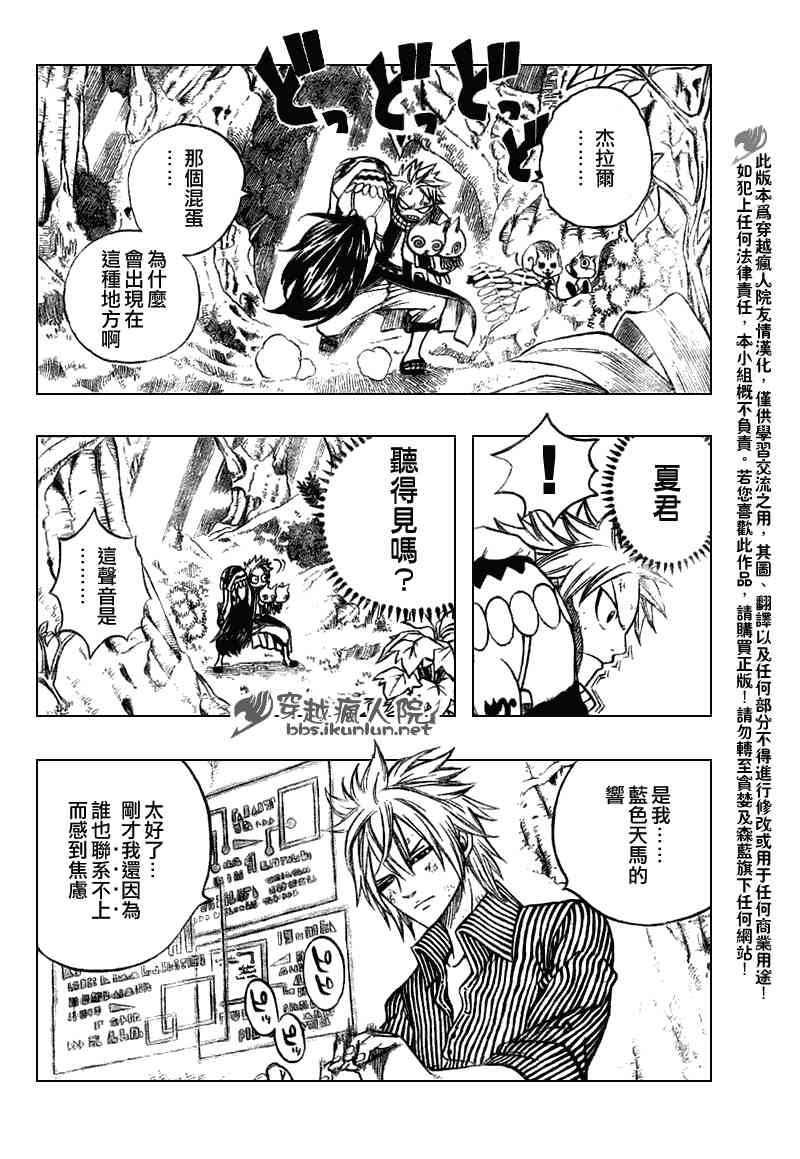 どっ どっ どっ どっ
杰拉爾
……
那個混蛋
……
為什麼
會出現在
這種地方啊
夏君
！
聽得見嗎？
這聲音是
………
是我……
藍色天馬的
響
太好了…
剛才我還因為
誰也聯系不上
而感到焦慮
穿越瘋人院
bbs.ikunlun.net
此版本爲穿越瘋人院友情漢化，僅供學習交流之用，其圖、翻譯以及任何部分不得進行修改或用于任何商業用途！
如犯上任何法律責任，本小組概不負責。若您喜歡此作品，請購買正版！請勿轉至貪婪及森藍旗下任何網站！